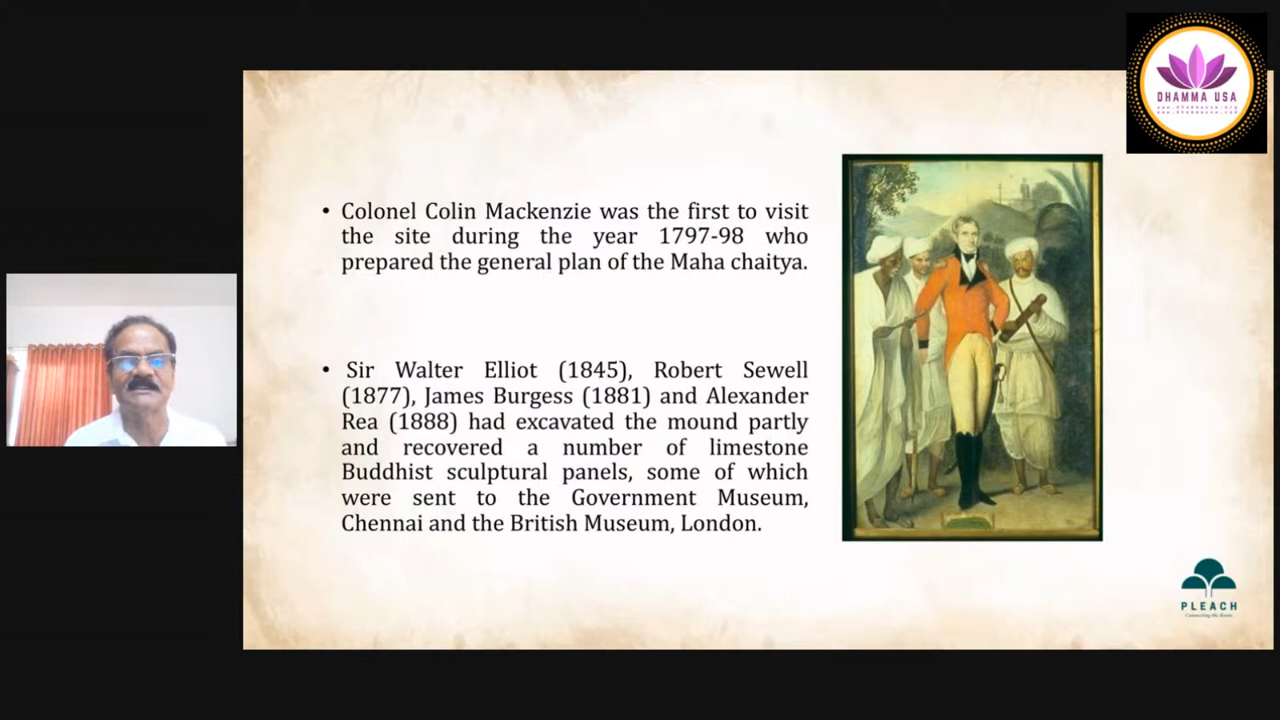 DHAMMA USA
• Colonel Colin Mackenzie was the first to visit
the site during the year 1797-98 who
prepared the general plan of the Maha chaitya.
• Sir Walter Elliot (1845), Robert Sewell
(1877), James Burgess (1881) and Alexander
Rea (1888) had excavated the mound partly
and recovered a number of limestone
Buddhist sculptural panels, some of which
were sent to the Government Museum,
Chennai and the British Museum, London.
PLEACH
Connecting the Roots